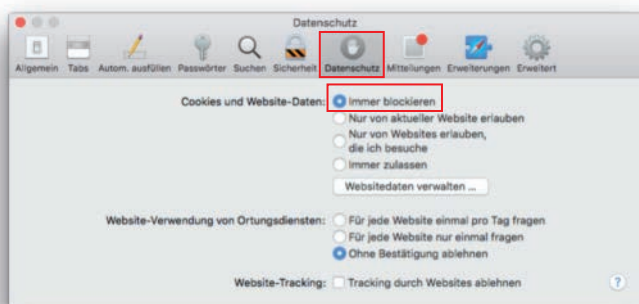 Datenschutz
Allgemein Tabs Autom. ausfüllen Passwörter Suchen Sicherheit Datenschutz Mitteilungen Erweiterungen Erweitert
Cookies und Website-Daten: Immer blockieren
Nur von aktueller Website erlauben
Nur von Websites erlauben,
die ich besuche
Immer zulassen
Websitedaten verwalten ...
Website-Verwendung von Ortungsdiensten: Für jede Website einmal pro Tag fragen
Für jede Website nur einmal fragen
Ohne Bestätigung ablehnen
Website-Tracking: Tracking durch Websites ablehnen ?